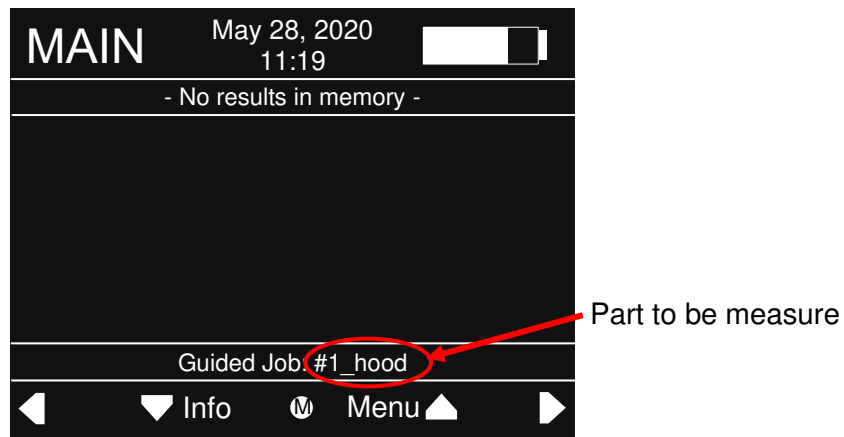 MAIN
May 28, 2020
11:19
- No results in memory -
Part to be measure
Guided Job: #1_hood
Info M Menu